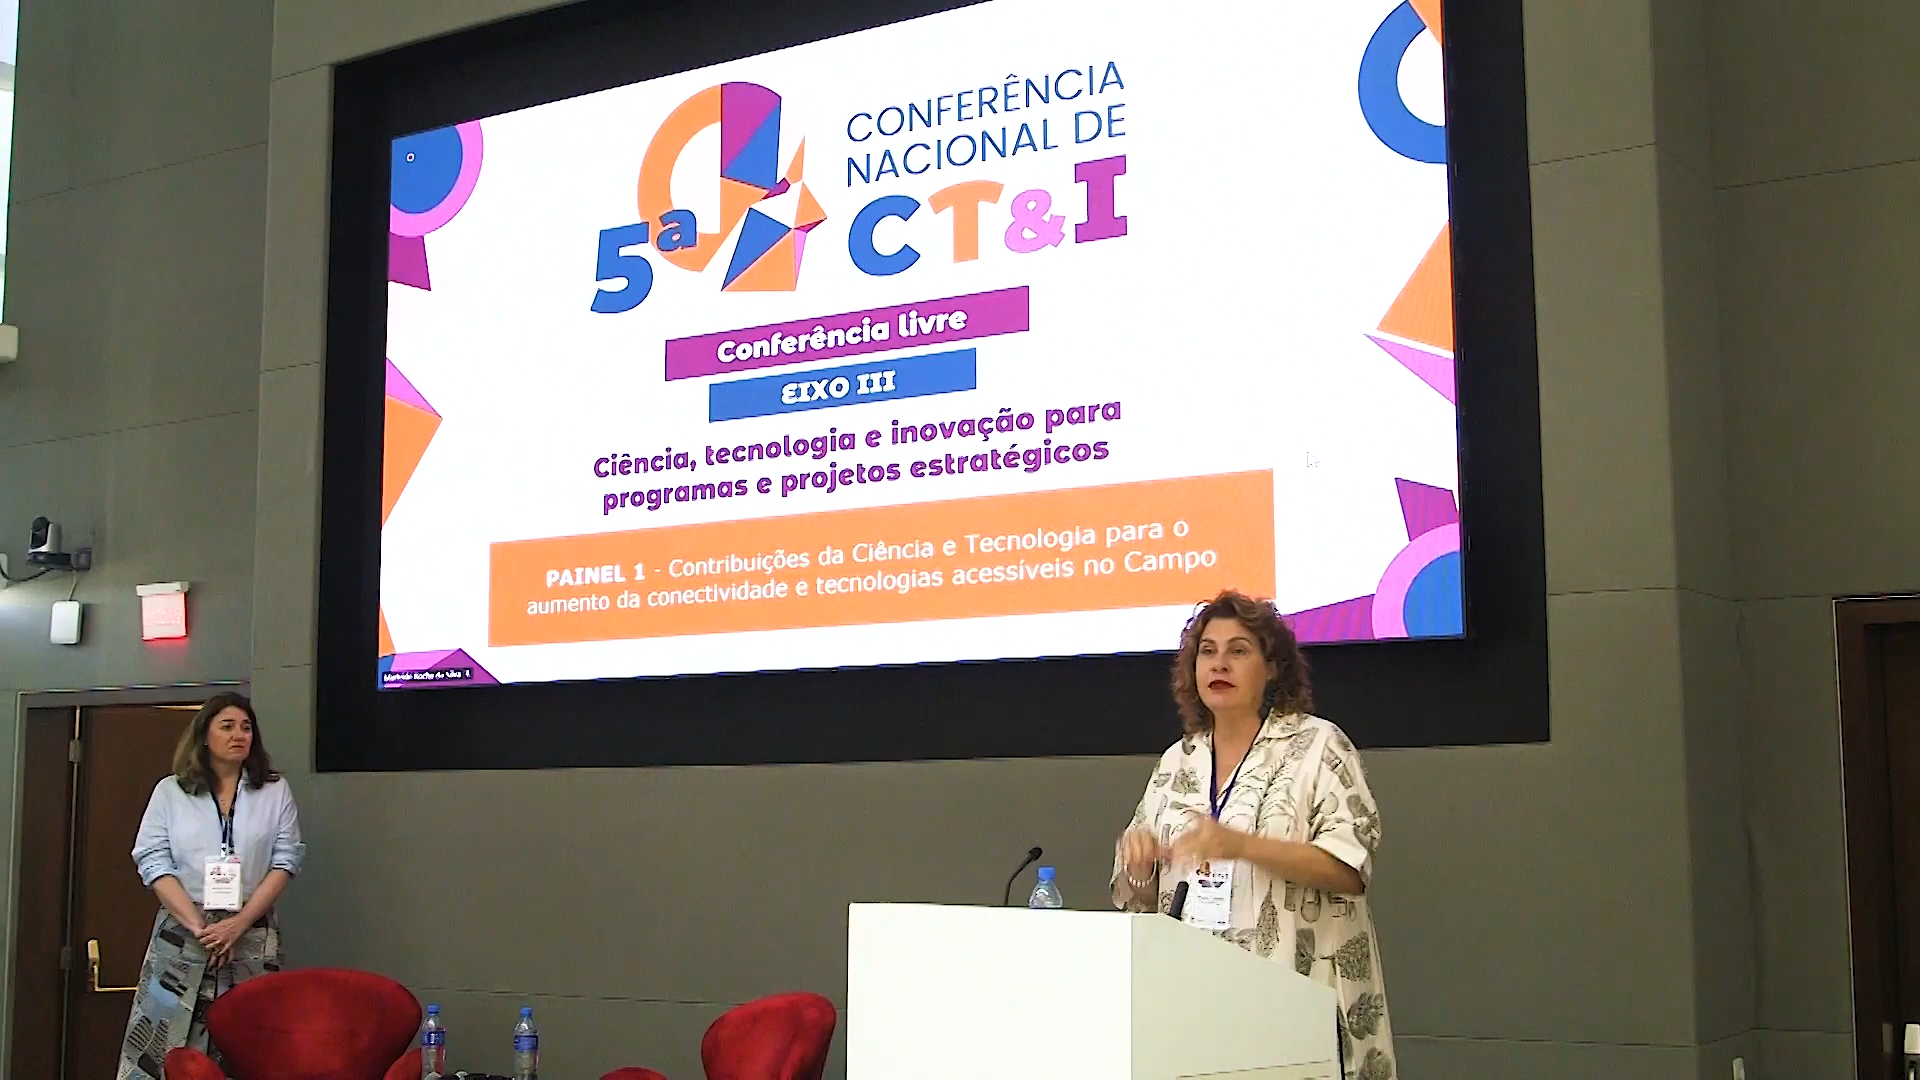 5ª
CONFERÊNCIA
NACIONAL DE
CT&I
Conferência livre
EIXO III
Ciência, tecnologia e inovação para
programas e projetos estratégicos
PAINEL 1 - Contribuições da Ciência e Tecnologia para o
aumento da conectividade e tecnologias acessíveis no Campo